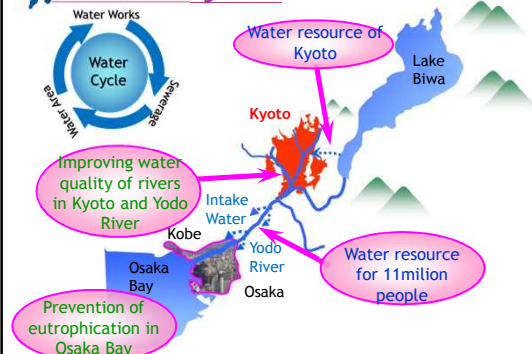 Water Works
Water
Cycle
Sewerage
Water Area
Water resource of
Kyoto
Lake
Biwa
Kyoto
Improving water
quality of rivers
in Kyoto and Yodo
River
Intake
Water
Kobe
Yodo
River
Osaka
Bay
Osaka
Water resource
for 11milion
people
Prevention of
eutrophication in
Osaka Bay